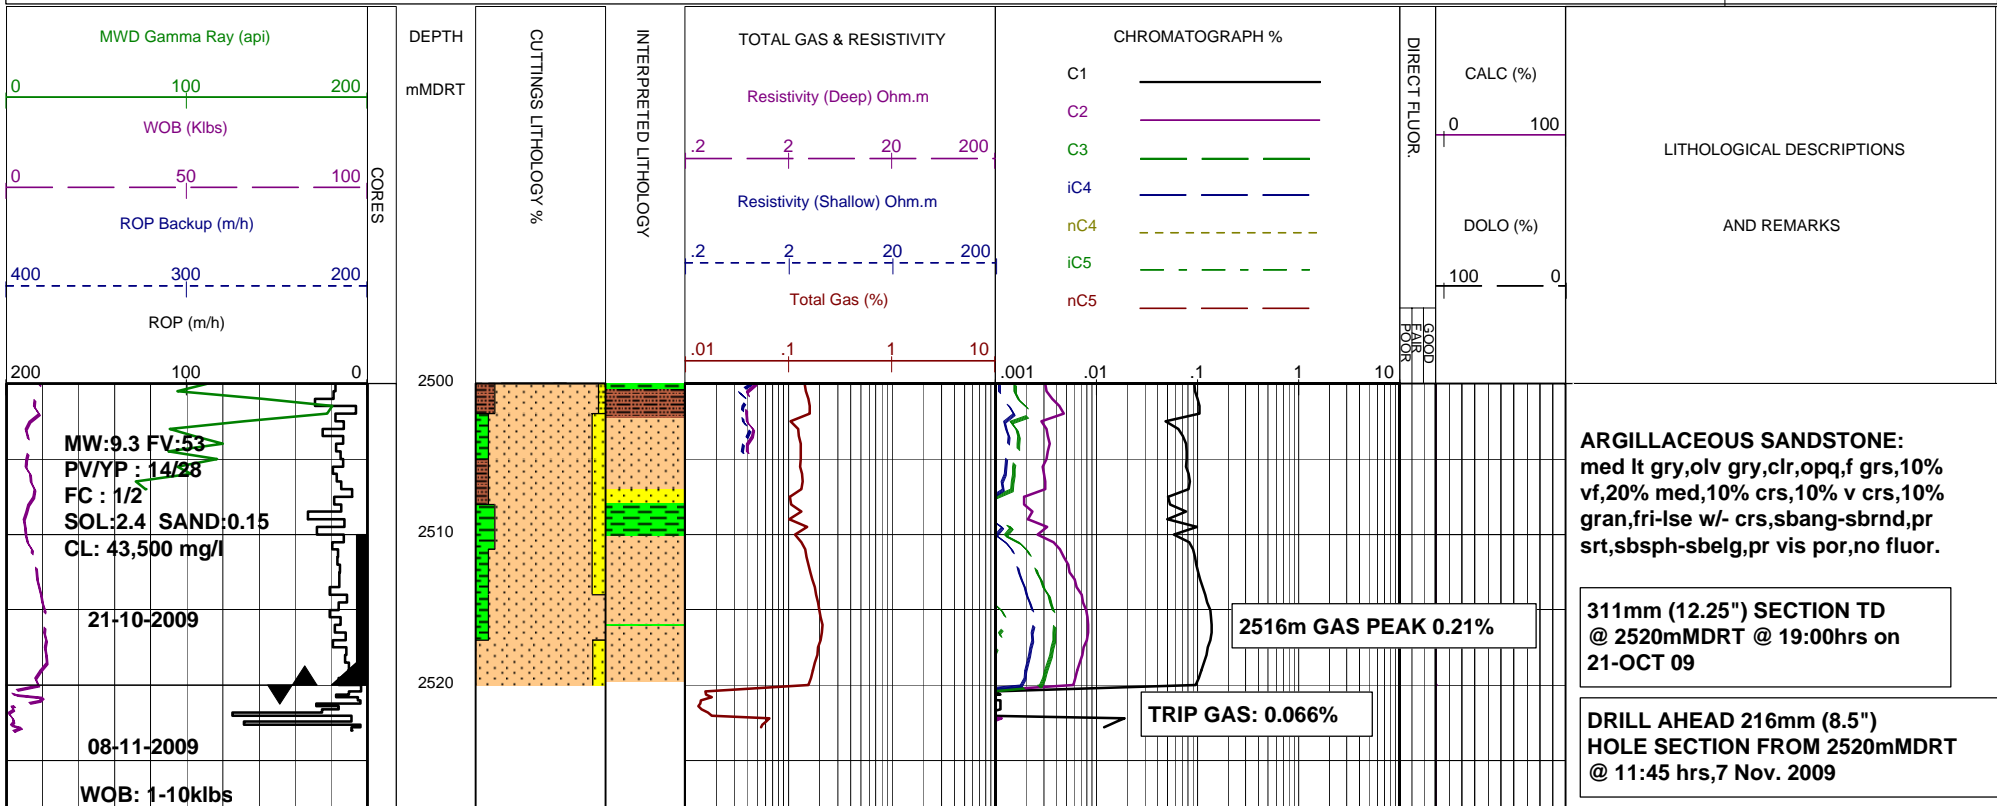 MWD Gamma Ray (api)
0 100 200
WOB (Klbs)
0 50 100
ROP Backup (m/h)
400 300 200
ROP (m/h)
200 100 0
CORES
DEPTH
mMDRT
CUTTINGS LITHOLOGY %
INTERPRETED LITHOLOGY
TOTAL GAS & RESISTIVITY
Resistivity (Deep) Ohm.m
.2 2 20 200
Resistivity (Shallow) Ohm.m
.2 2 20 200
Total Gas (%)
.01 .1 1 10
CHROMATOGRAPH %
C1
C2
C3
iC4
nC4
iC5
nC5
.001 .01 .1 1 10
DIRECT FLUOR.
POOR
FAIR
GOOD
CALC (%)
0 100
DOLO (%)
100 0
LITHOLOGICAL DESCRIPTIONS
AND REMARKS
2500
2510
2520
MW:9.3 FV:53
PV/YP : 14/28
FC : 1/2
SOL:2.4 SAND:0.15
CL: 43,500 mg/l
21-10-2009
08-11-2009
WOB: 1-10klbs
2516m GAS PEAK 0.21%
TRIP GAS: 0.066%
ARGILLACEOUS SANDSTONE:
med lt gry,olv gry,clr,opq,f grs,10%
vf,20% med,10% crs,10% v crs,10%
gran,fri-lse w/- crs,sbang-sbrnd,pr
srt,sbsph-sbelg,pr vis por,no fluor.
311mm (12.25") SECTION TD
@ 2520mMDRT @ 19:00hrs on
21-OCT 09
DRILL AHEAD 216mm (8.5")
HOLE SECTION FROM 2520mMDRT
@ 11:45 hrs,7 Nov. 2009